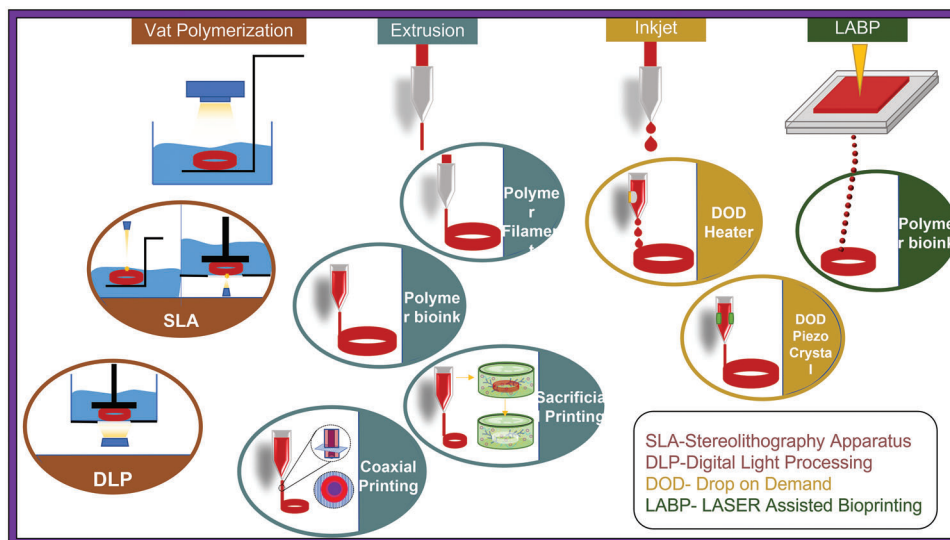 Vat Polymerization
Extrusion
Inkjet
LABP
Polyme
r
Filamen
t
DOD
Heater
Polyme
r bioink
SLA
Polyme
r bioink
DOD
Piezo
Crysta
l
Sacrificia
l Printing
DLP
Coaxial
Printing
SLA-Stereolithography Apparatus
DLP-Digital Light Processing
DOD- Drop on Demand
LABP- LASER Assisted Bioprinting